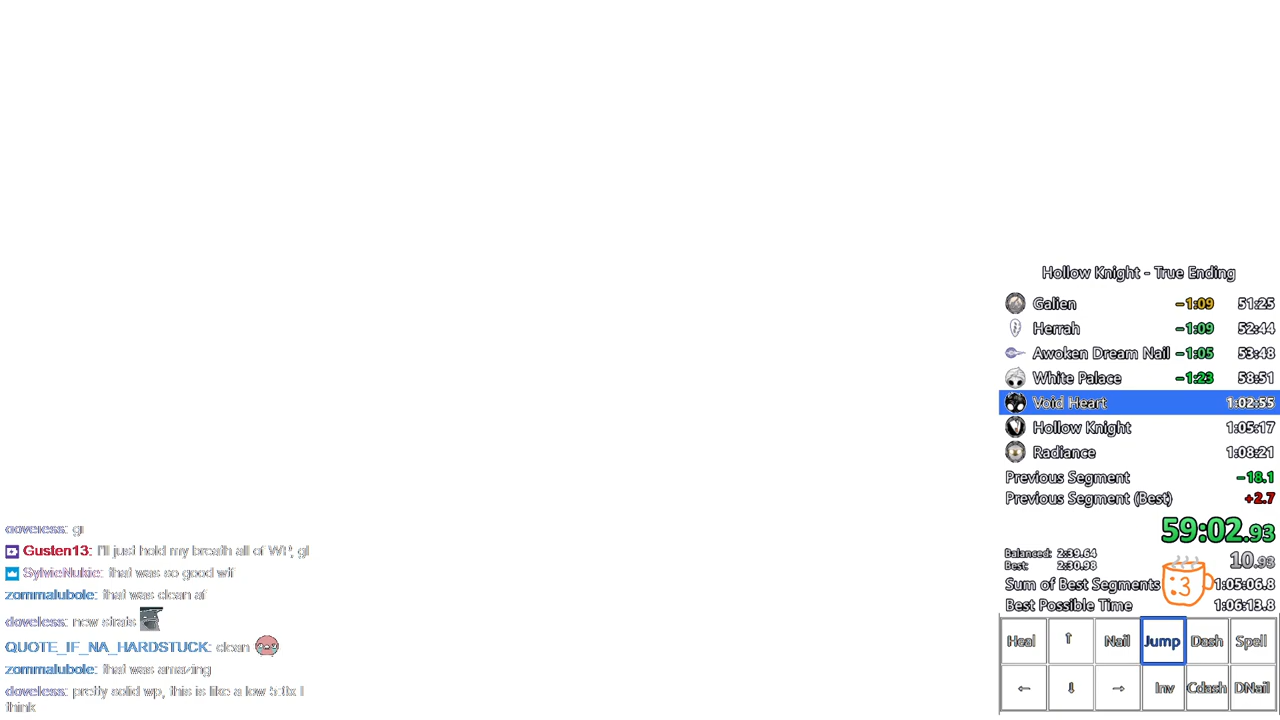 Hollow Knight - True Ending
Galien -1:09 51:25
Herrah -1:09 52:44
Awoken Dream Nail -1:05 53:48
White Palace -1:23 58:51
Void Heart 1:02:55
Hollow Knight 1:05:17
Radiance 1:08:21
Previous Segment -18.1
Previous Segment (Best) +2.7
59:02.93
Balanced: 2:39.64
Best: 2:30.98
10.93
Sum of Best Segments 1:05:06.8
Best Possible Time 1:06:13.8
Heal ↑ Nail Jump Dash Spell
← ↓ → Inv Cdash DNail
doveless: gl
Gusten13: I'll just hold my breath all of WP, gl
SylvieNukie: that was so good wtf
zommalubole: that was clean af
doveless: new strats
QUOTE_IF_NA_HARDSTUCK: clean
zommalubole: that was amazing
doveless: pretty solid wp, this is like a low 5:0x I
think